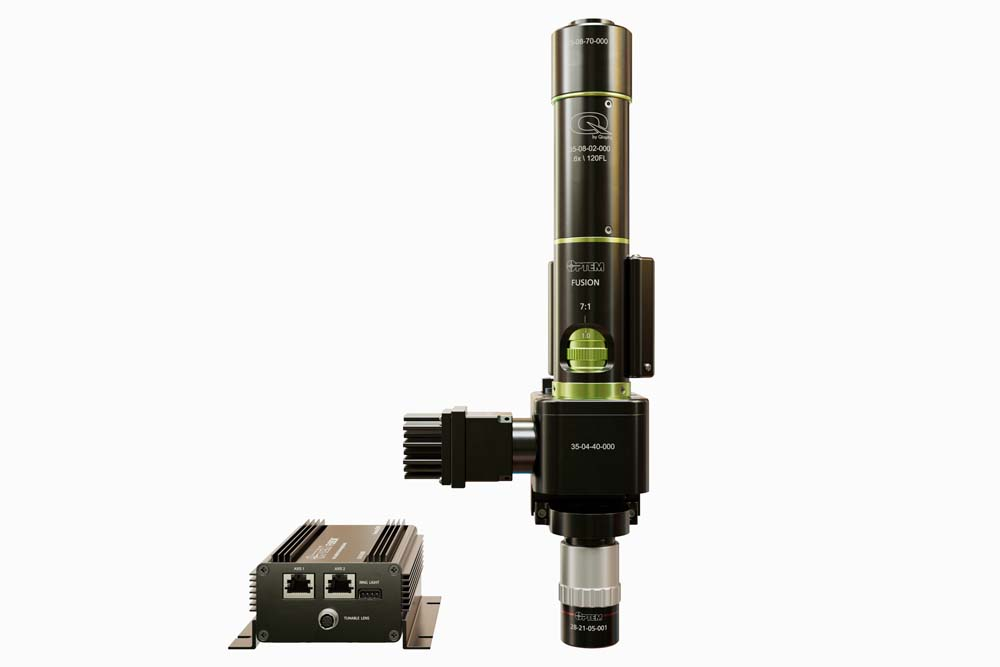 -08-70-000
Q
by Qioptiq
35-08-02-000
.6x \ 120FL
OPTEM
FUSION
7:1
1.0
35-04-40-000
AXIS 1
AXIS 2
RING LIGHT
TUNABLE LENS
OPTEM
28-21-05-001